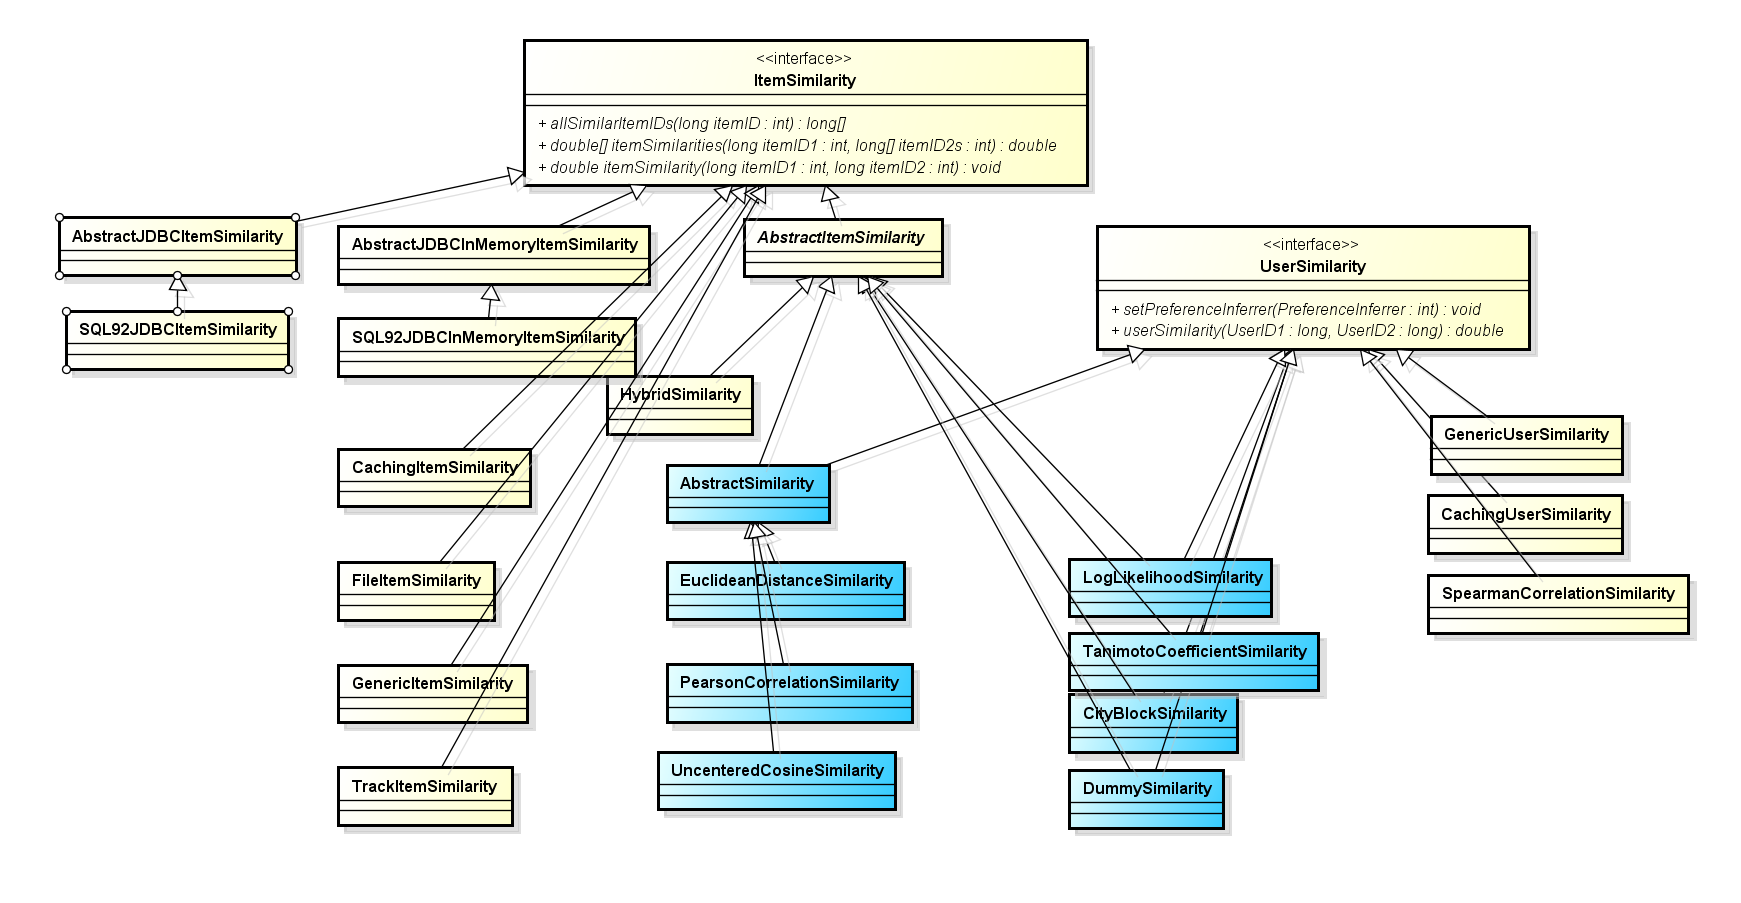 <<interface>>
ItemSimilarity
+ allSimilarItemIDs(long itemID : int) : long[]
+ double[] itemSimilarities(long itemID1 : int, long[] itemID2s : int) : double
+ double itemSimilarity(long itemID1 : int, long itemID2 : int) : void
AbstractJDBCItemSimilarity
SQL92JDBCItemSimilarity
AbstractJDBCInMemoryItemSimilarity
SQL92JDBCInMemoryItemSimilarity
AbstractItemSimilarity
<<interface>>
UserSimilarity
+ setPreferenceInferrer(PreferenceInferrer : int) : void
+ userSimilarity(UserID1 : long, UserID2 : long) : double
HybridSimilarity
CachingItemSimilarity
FileItemSimilarity
GenericItemSimilarity
TrackItemSimilarity
AbstractSimilarity
EuclideanDistanceSimilarity
PearsonCorrelationSimilarity
UncenteredCosineSimilarity
LogLikelihoodSimilarity
TanimotoCoefficientSimilarity
CityBlockSimilarity
DummySimilarity
GenericUserSimilarity
CachingUserSimilarity
SpearmanCorrelationSimilarity